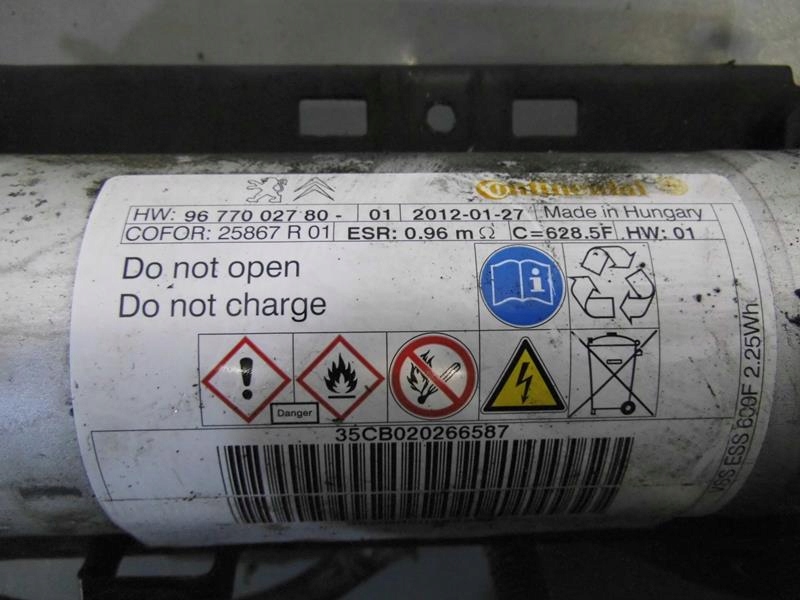 Continental
HW: 96 770 027 80 - 01 2012-01-27 Made in Hungary
COFOR: 25867 R 01 ESR: 0.96 mΩ C=628.5F HW: 01
Do not open
Do not charge
Danger
35CB020266587
VSS ESS 600F 2.25Wh